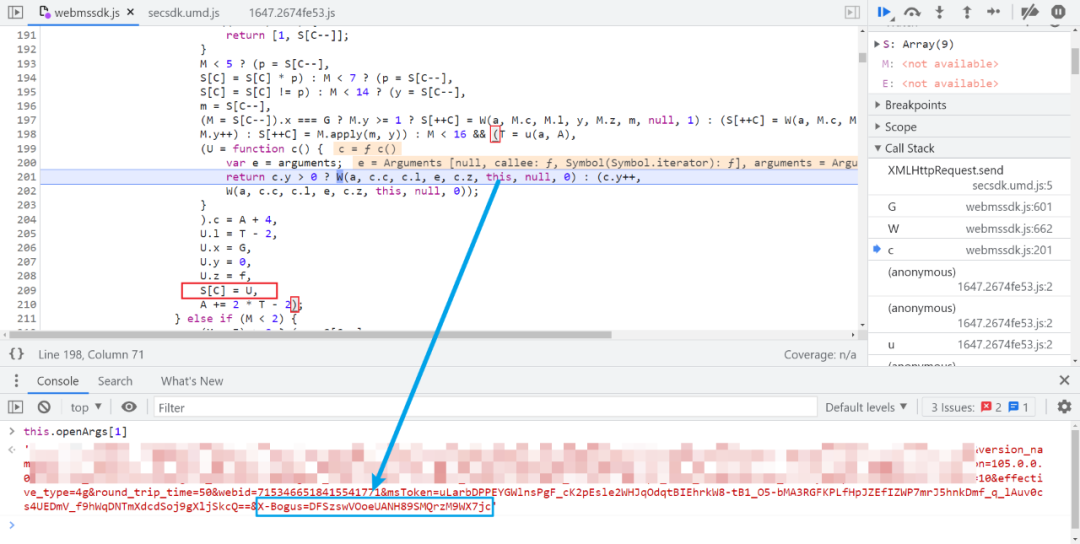 webmssdk.js × secsdk.umd.js 1647.2674fe53.js
191 return [1, S[C--]];
192 }
193 M < 5 ? (p = S[C--],
194 S[C] = S[C] * p) : M < 7 ? (p = S[C--],
195 S[C] = S[C] != p) : M < 14 ? (y = S[C--],
196 m = S[C--],
197 (M = S[C--]).x === G ? M.y >= 1 ? S[++C] = W(a, M.c, M.l, y, M.z, m, null, 1) : (S[++C] = W(a, M.c, M
198 M.y++) : S[++C] = M.apply(m, y)) : M < 16 && (T = u(a, A),
199 (U = function c() { c = ƒ c()
200 var e = arguments; e = Arguments [null, callee: ƒ, Symbol(Symbol.iterator): ƒ], arguments = Argu
201 return c.y > 0 ? W(a, c.c, c.l, e, c.z, this, null, 0) : (c.y++,
202 W(a, c.c, c.l, e, c.z, this, null, 0));
203 }
204 ).c = A + 4,
205 U.l = T - 2,
206 U.x = G,
207 U.y = 0,
208 U.z = f,
209 S[C] = U,
210 A += 2 * T - 2);
211 } else if (M < 2) {
{} Line 198, Column 71 Coverage: n/a
S: Array(9)
M: <not available>
E: <not available>
Breakpoints
Scope
Call Stack
XMLHttpRequest.send
secsdk.umd.js:5
G webmssdk.js:601
W webmssdk.js:662
c webmssdk.js:201
(anonymous)
1647.2674fe53.js:2
(anonymous)
1647.2674fe53.js:2
u 1647.2674fe53.js:2
Console Search What's New ×
top ▼ Filter Default levels ▼ 3 Issues: 2 1
> this.openArgs[1]
&version_na
m on=105.0.0.
0 =10&effecti
ve_type=4g&round_trip_time=50&webid=7153466518415541771&msToken=uLarbDPPEYGWlnsPgF_cK2pEsle2WHJqOdqtBIEhrkW8-tB1_O5-bMA3RGFKPLfHpJZEfIZWP7mrJ5hnkDmf_q_lAuv0c
s4UEDmV_f9hWqDNTmXdcdSoj9gXljSkcQ==&X-Bogus=DFSzswVOoeUANH89SMQrzM9WX7jc'
>